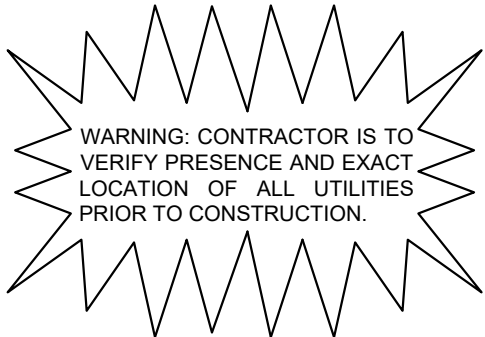 WARNING: CONTRACTOR IS TO
VERIFY PRESENCE AND EXACT
LOCATION OF ALL UTILITIES
PRIOR TO CONSTRUCTION.